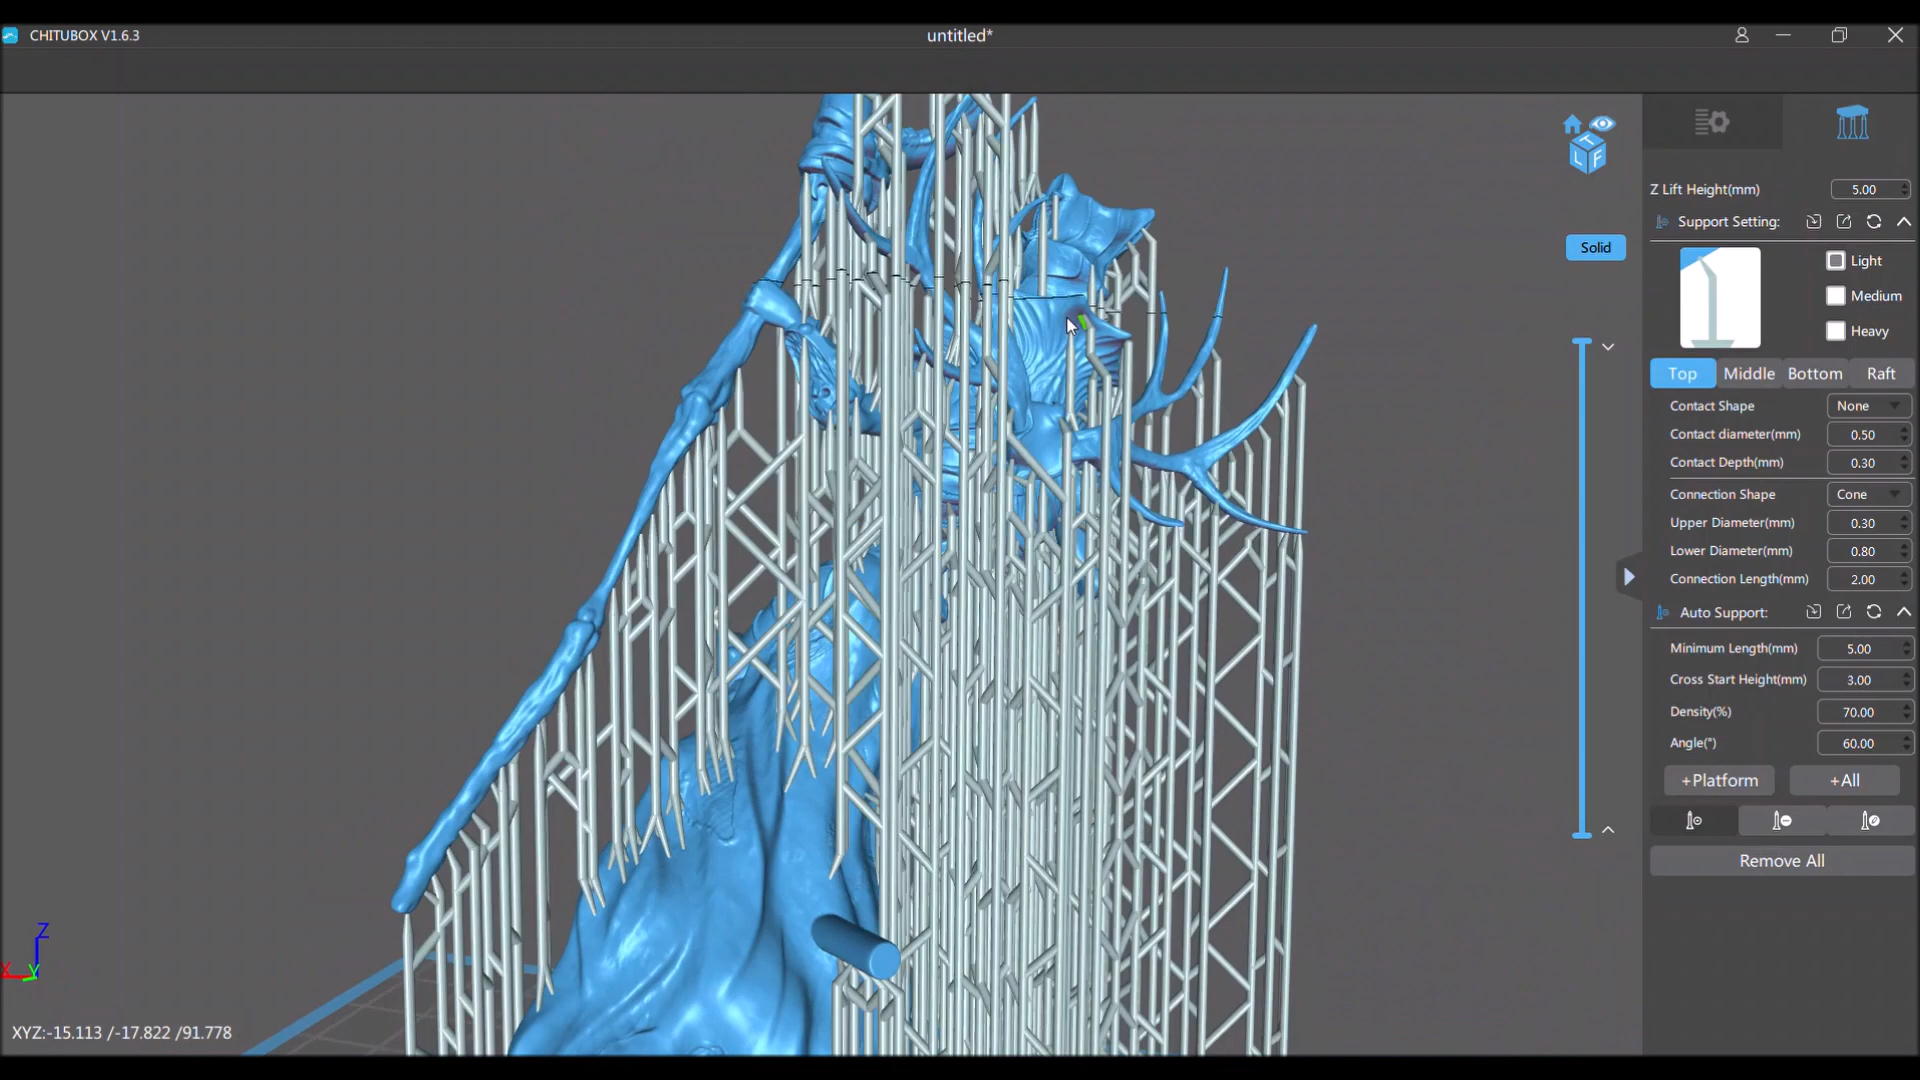 CHITUBOX V1.6.3
untitled*
T
L F
Z Lift Height(mm) 5.00
Support Setting:
Solid
Light
Medium
Heavy
Top Middle Bottom Raft
Contact Shape None
Contact diameter(mm) 0.50
Contact Depth(mm) 0.30
Connection Shape Cone
Upper Diameter(mm) 0.30
Lower Diameter(mm) 0.80
Connection Length(mm) 2.00
Auto Support:
Minimum Length(mm) 5.00
Cross Start Height(mm) 3.00
Density(%) 70.00
Angle(°) 60.00
+Platform +All
Remove All
Z
X Y
XYZ:-15.113 /-17.822 /91.778